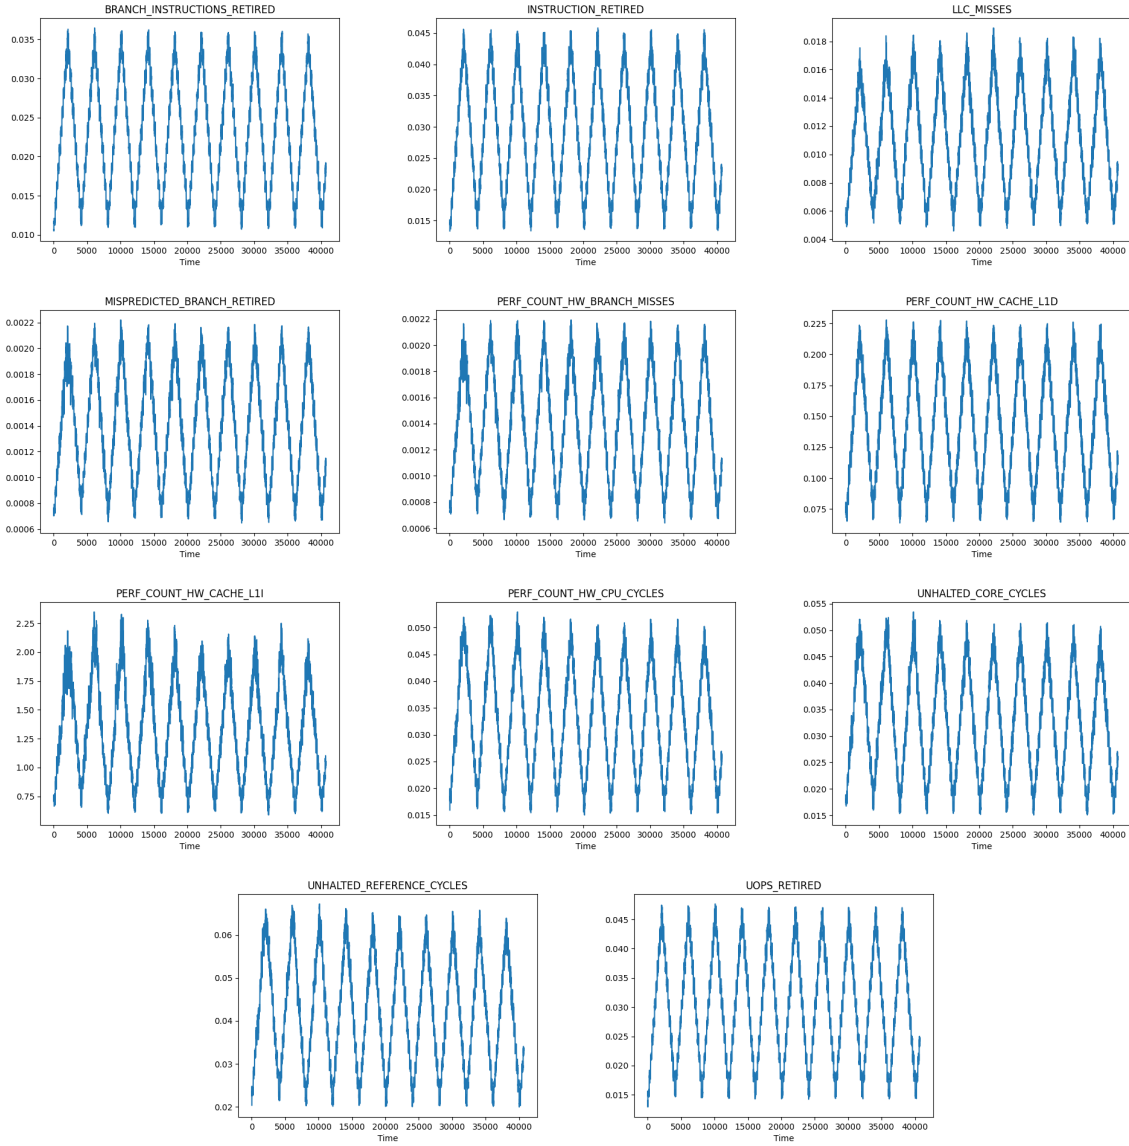 BRANCH_INSTRUCTIONS_RETIRED
0.035
0.030
0.025
0.020
0.015
0.010
0 5000 10000 15000 20000 25000 30000 35000 40000
Time
INSTRUCTION_RETIRED
0.045
0.040
0.035
0.030
0.025
0.020
0.015
0 5000 10000 15000 20000 25000 30000 35000 40000
Time
LLC_MISSES
0.018
0.016
0.014
0.012
0.010
0.008
0.006
0.004
0 5000 10000 15000 20000 25000 30000 35000 40000
Time
MISPREDICTED_BRANCH_RETIRED
0.0022
0.0020
0.0018
0.0016
0.0014
0.0012
0.0010
0.0008
0.0006
0 5000 10000 15000 20000 25000 30000 35000 40000
Time
PERF_COUNT_HW_BRANCH_MISSES
0.0022
0.0020
0.0018
0.0016
0.0014
0.0012
0.0010
0.0008
0.0006
0 5000 10000 15000 20000 25000 30000 35000 40000
Time
PERF_COUNT_HW_CACHE_L1D
0.225
0.200
0.175
0.150
0.125
0.100
0.075
0 5000 10000 15000 20000 25000 30000 35000 40000
Time
PERF_COUNT_HW_CACHE_L1I
2.25
2.00
1.75
1.50
1.25
1.00
0.75
0 5000 10000 15000 20000 25000 30000 35000 40000
Time
PERF_COUNT_HW_CPU_CYCLES
0.050
0.045
0.040
0.035
0.030
0.025
0.020
0.015
0 5000 10000 15000 20000 25000 30000 35000 40000
Time
UNHALTED_CORE_CYCLES
0.055
0.050
0.045
0.040
0.035
0.030
0.025
0.020
0.015
0 5000 10000 15000 20000 25000 30000 35000 40000
Time
UNHALTED_REFERENCE_CYCLES
0.06
0.05
0.04
0.03
0.02
0 5000 10000 15000 20000 25000 30000 35000 40000
Time
UOPS_RETIRED
0.045
0.040
0.035
0.030
0.025
0.020
0.015
0 5000 10000 15000 20000 25000 30000 35000 40000
Time